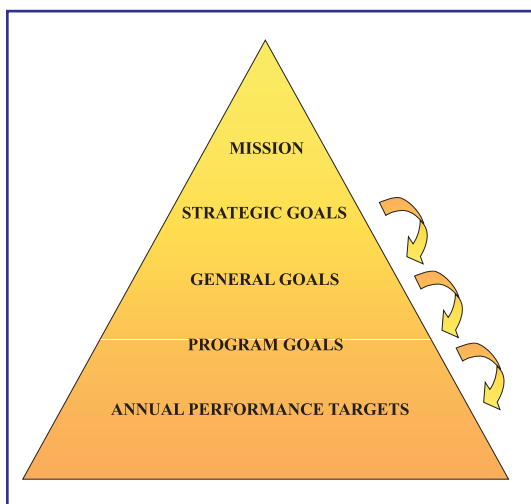 MISSION
STRATEGIC GOALS
GENERAL GOALS
PROGRAM GOALS
ANNUAL PERFORMANCE TARGETS